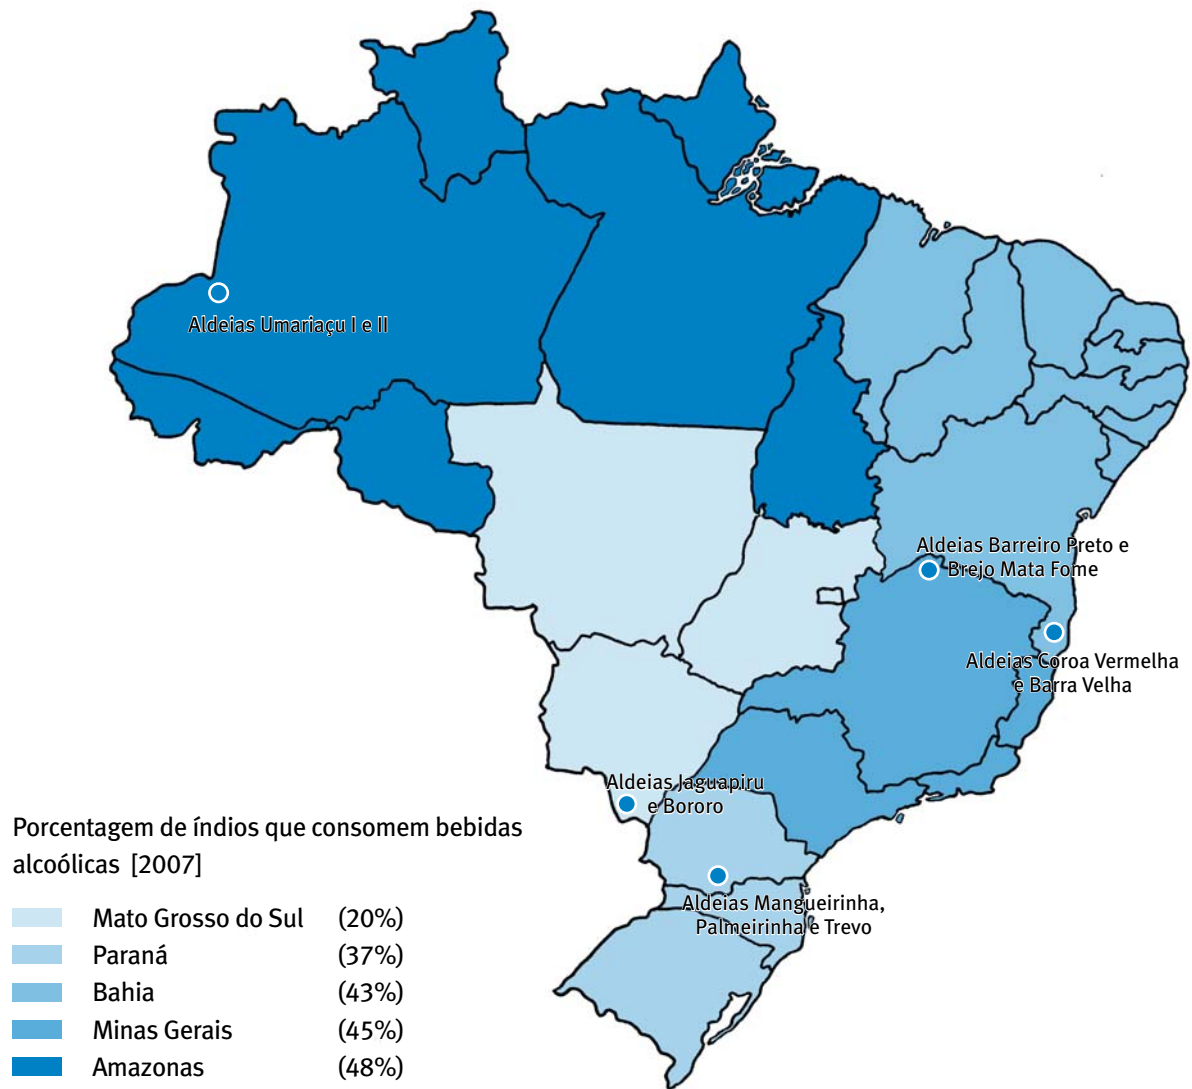 Aldeias Umariaçu I e II
Aldeias Barreiro Preto e
Brejo Mata Fome
Aldeias Coroa Vermelha
e Barra Velha
Aldeias Jaguapiru
e Bororo
Aldeias Mangueirinha,
Palmeirinha e Trevo
Porcentagem de índios que consomem bebidas
alcoólicas [2007]
Mato Grosso do Sul (20%)
Paraná (37%)
Bahia (43%)
Minas Gerais (45%)
Amazonas (48%)